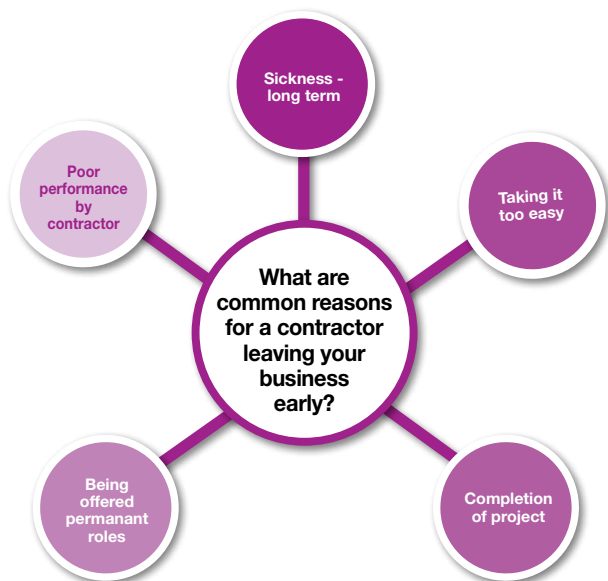 Sickness -
long term
Poor
performance
by
contractor
Taking it
too easy
What are
common reasons
for a contractor
leaving your
business
early?
Being
offered
permanant
roles
Completion
of project